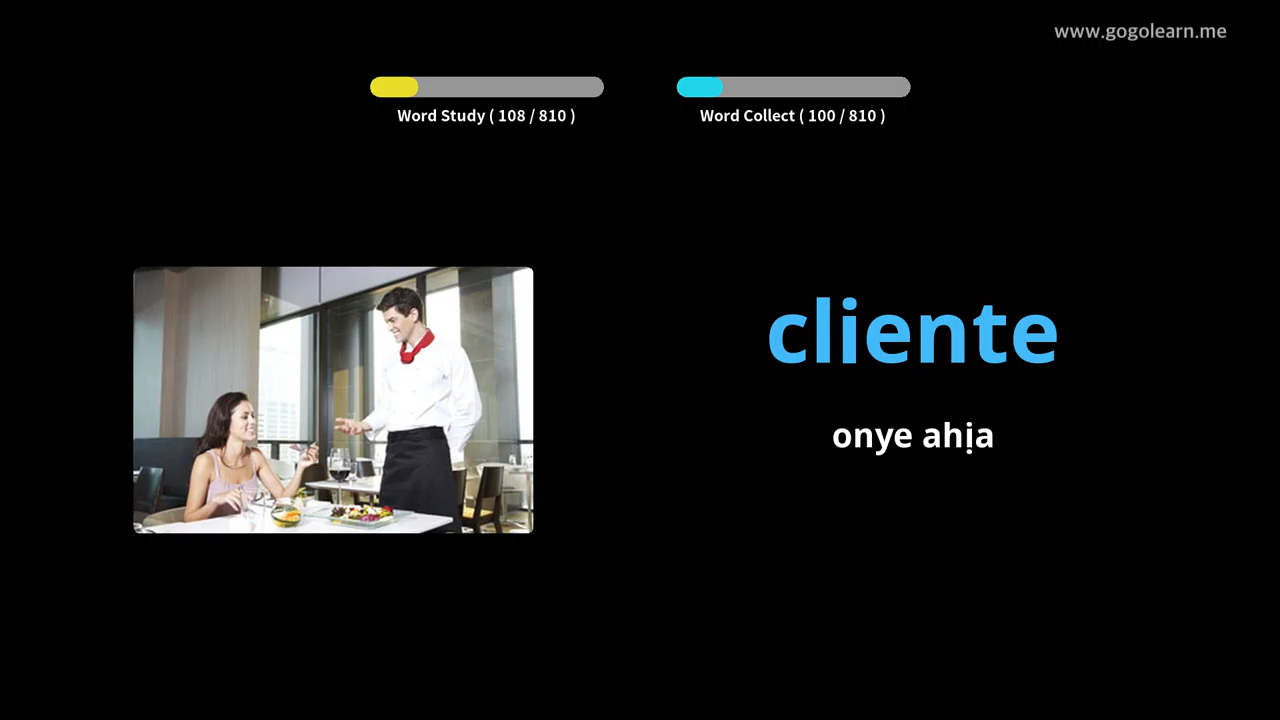 www.gogolearn.me
Word Study ( 108 / 810 )
Word Collect ( 100 / 810 )
cliente
onye ahịa